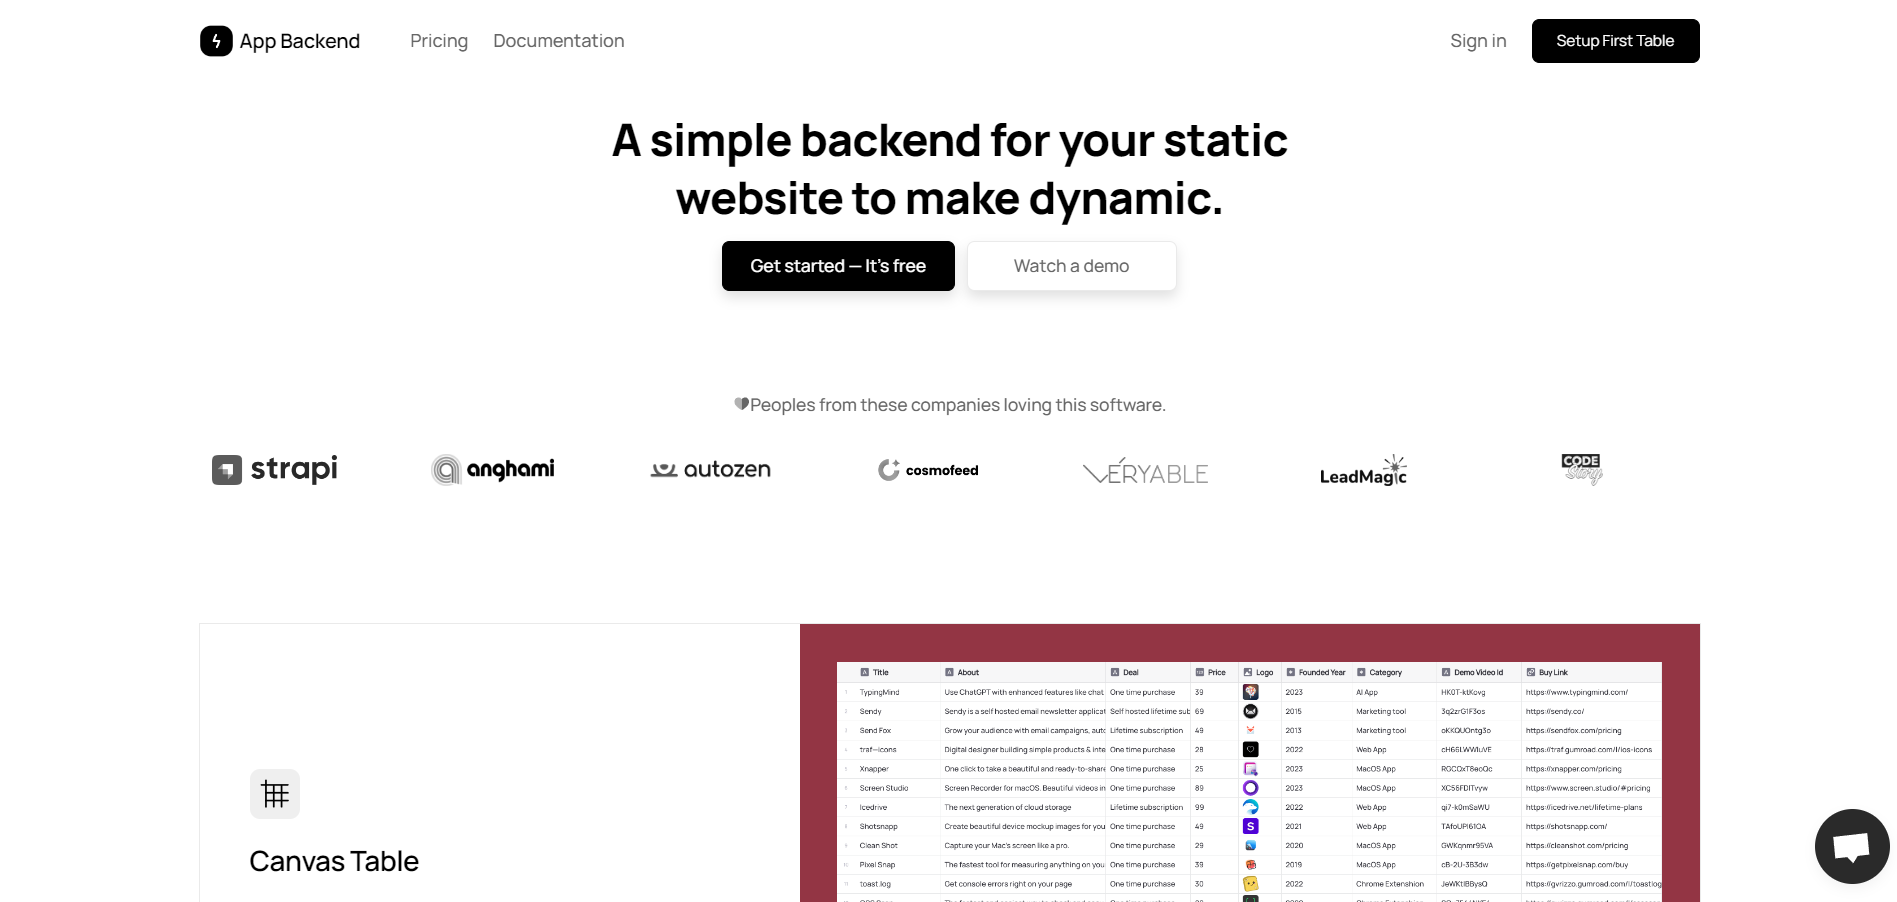 App Backend
Pricing
Documentation
Sign in
Setup First Table
A simple backend for your static
website to make dynamic.
Get started — It's free
Watch a demo
Peoples from these companies loving this software.
strapi
anghami
autozen
cosmofeed
VERYABLE
LeadMagic
CODE Story
Canvas Table
Title About Deal Price Logo Founded Year Category Demo Video Id Buy Link
1 TypingMind Use ChatGPT with enhanced features like chat One time purchase 39 2023 AI App HK0T-ktKovg https://www.typingmind.com/
2 Sendy Sendy is a self hosted email newsletter applicat Self hosted lifetime sub 69 2015 Marketing tool 3q2zrG1F3os https://sendy.co/
3 Send Fox Grow your audience with email campaigns, auto Lifetime subscription 49 2013 Marketing tool oKKQUOntg3o https://sendfox.com/pricing
4 traf—icons Digital designer building simple products & inte One time purchase 28 2022 Web App cH66LWWluVE https://traf.gumroad.com/l/ios-icons
5 Xnapper One click to take a beautiful and ready-to-share One time purchase 25 2023 MacOS App RGCQxT8eoQc https://xnapper.com/pricing
6 Screen Studio Screen Recorder for macOS. Beautiful videos in One time purchase 89 2023 MacOS App XC56FDITvyw https://www.screen.studio/#pricing
7 Icedrive The next generation of cloud storage Lifetime subscription 99 2022 Web App qi7-k0mSaWU https://icedrive.net/lifetime-plans
8 Shotsnapp Create beautiful device mockup images for you One time purchase 49 S 2021 Web App TAfoUPI61OA https://shotsnapp.com/
9 Clean Shot Capture your Mac's screen like a pro. One time purchase 29 2020 MacOS App GWKqnmr95VA https://cleanshot.com/pricing
10 Pixel Snap The fastest tool for measuring anything on you One time purchase 39 2019 MacOS App cB-2U-3B3dw https://getpixelsnap.com/buy
11 toast.log Get console errors right on your page One time purchase 30 2022 Chrome Extenshion JeWKtIBBysQ https://gvrizzo.gumroad.com/l/toastlog